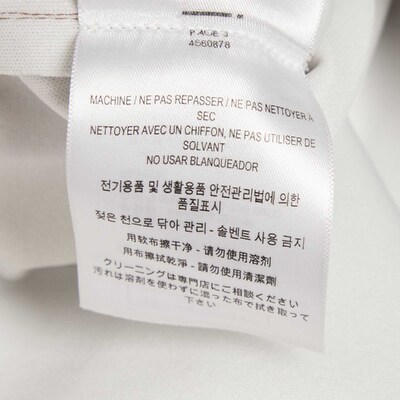 PAGE 3
4560878
MACHINE / NE PAS REPASSER / NE PAS NETTOYER À
SEC
NETTOYER AVEC UN CHIFFON, NE PAS UTILISER DE
SOLVANT
NO USAR BLANQUEADOR
전기용품 및 생활용품 안전관리법에 의한
품질표시
젖은 천으로 닦아 관리 - 솔벤트 사용 금지
用软布擦干净 - 请勿使用溶剂
用布擦拭乾淨 - 請勿使用清潔劑
クリーニングは専門店にご相談ください
汚れは溶剤を使わずに湿った布で拭き取って
下さい